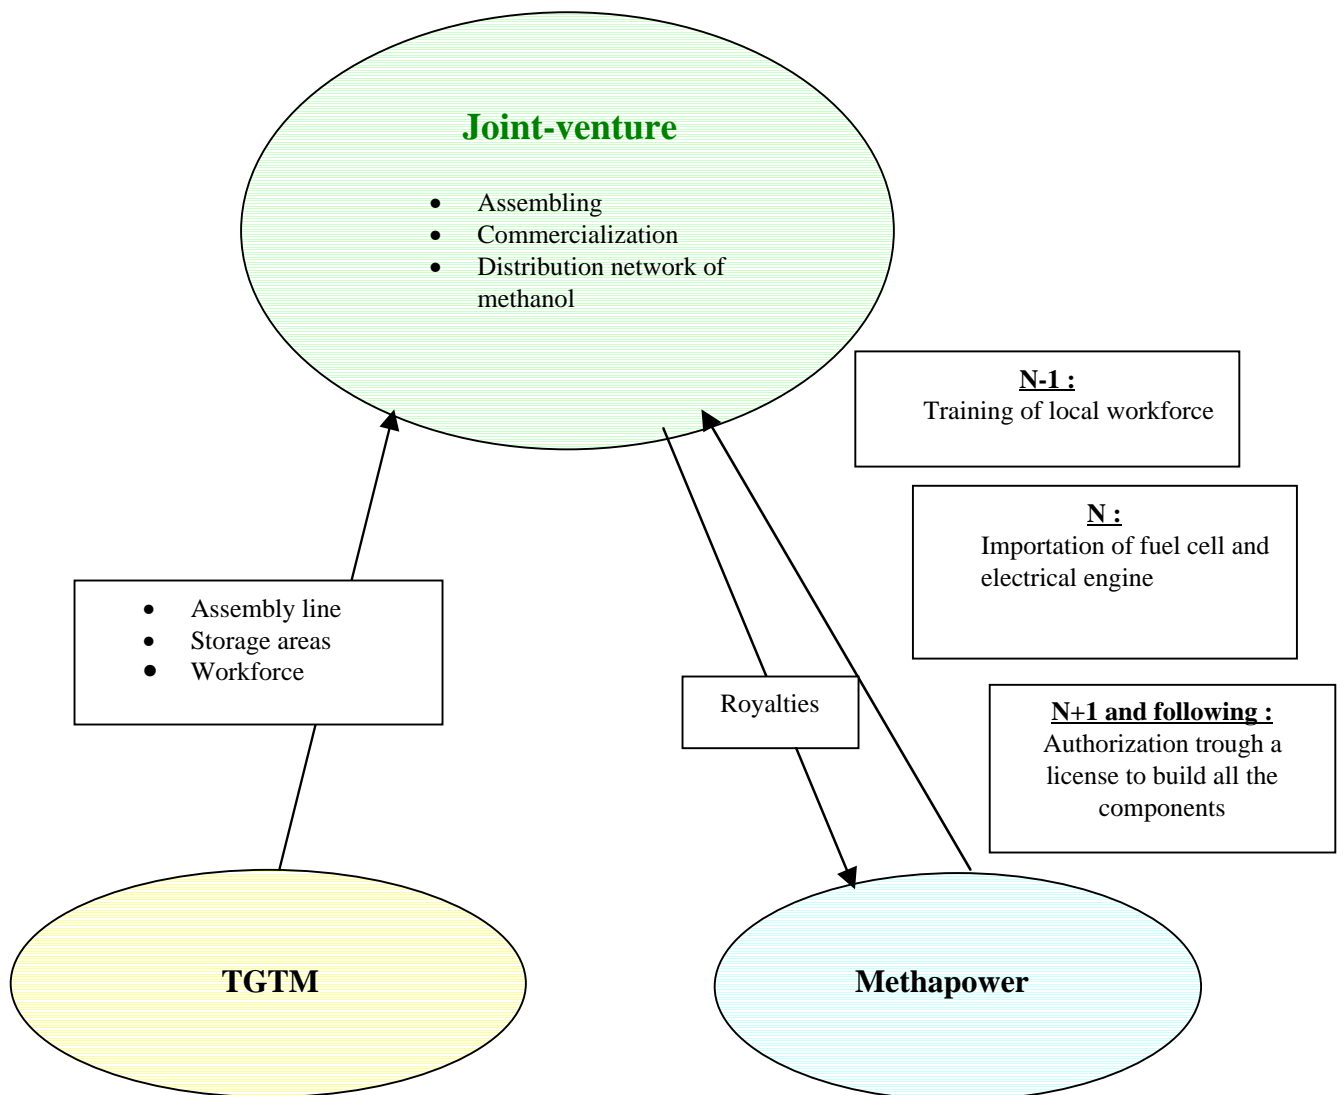 Joint-venture
• Assembling
• Commercialization
• Distribution network of
methanol
N-1 :
Training of local workforce
N :
Importation of fuel cell and
electrical engine
• Assembly line
• Storage areas
• Workforce
Royalties
N+1 and following :
Authorization trough a
license to build all the
components
TGTM
Methapower